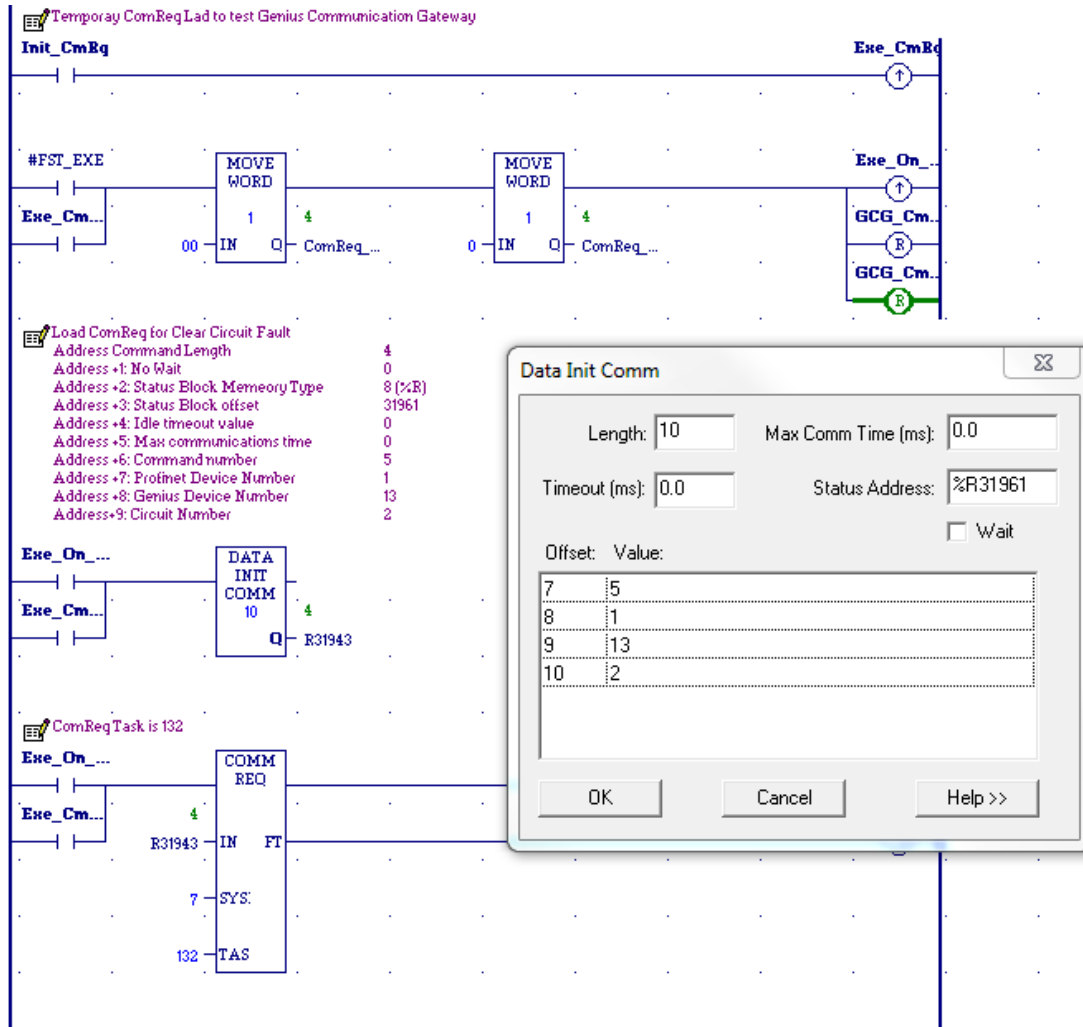 Temporay ComReq Lad to test Genius Communication Gateway
Init_CmRq Exe_CmRq
#FST_EXE MOVE WORD MOVE WORD Exe_On_...
Exe_Cm... 1 4 1 4 GCG_Cm...
00 IN Q ComReq_... 0 IN Q ComReq_... R
GCG_Cm...
R
Load ComReq for Clear Circuit Fault
Address Command Length 4
Address +1: No Wait 0
Address +2: Status Block Memeory Type 8 (%R)
Address +3: Status Block offset 31961
Address +4: Idle timeout value 0
Address +5: Max communications time 0
Address +6: Command number 5
Address +7: Profinet Device Number 1
Address +8: Genius Device Number 13
Address+9: Circuit Number 2
Exe_On_... DATA INIT COMM
Exe_Cm... 10 4
Q R31943
ComReq Task is 132
Exe_On_... COMM REQ
Exe_Cm... 4
R31943 IN FT
7 SYS:
132 TAS
Data Init Comm
Length: 10 Max Comm Time (ms): 0.0
Timeout (ms): 0.0 Status Address: %R31961
Wait
Offset: Value:
7 5
8 1
9 13
10 2
OK Cancel Help >>